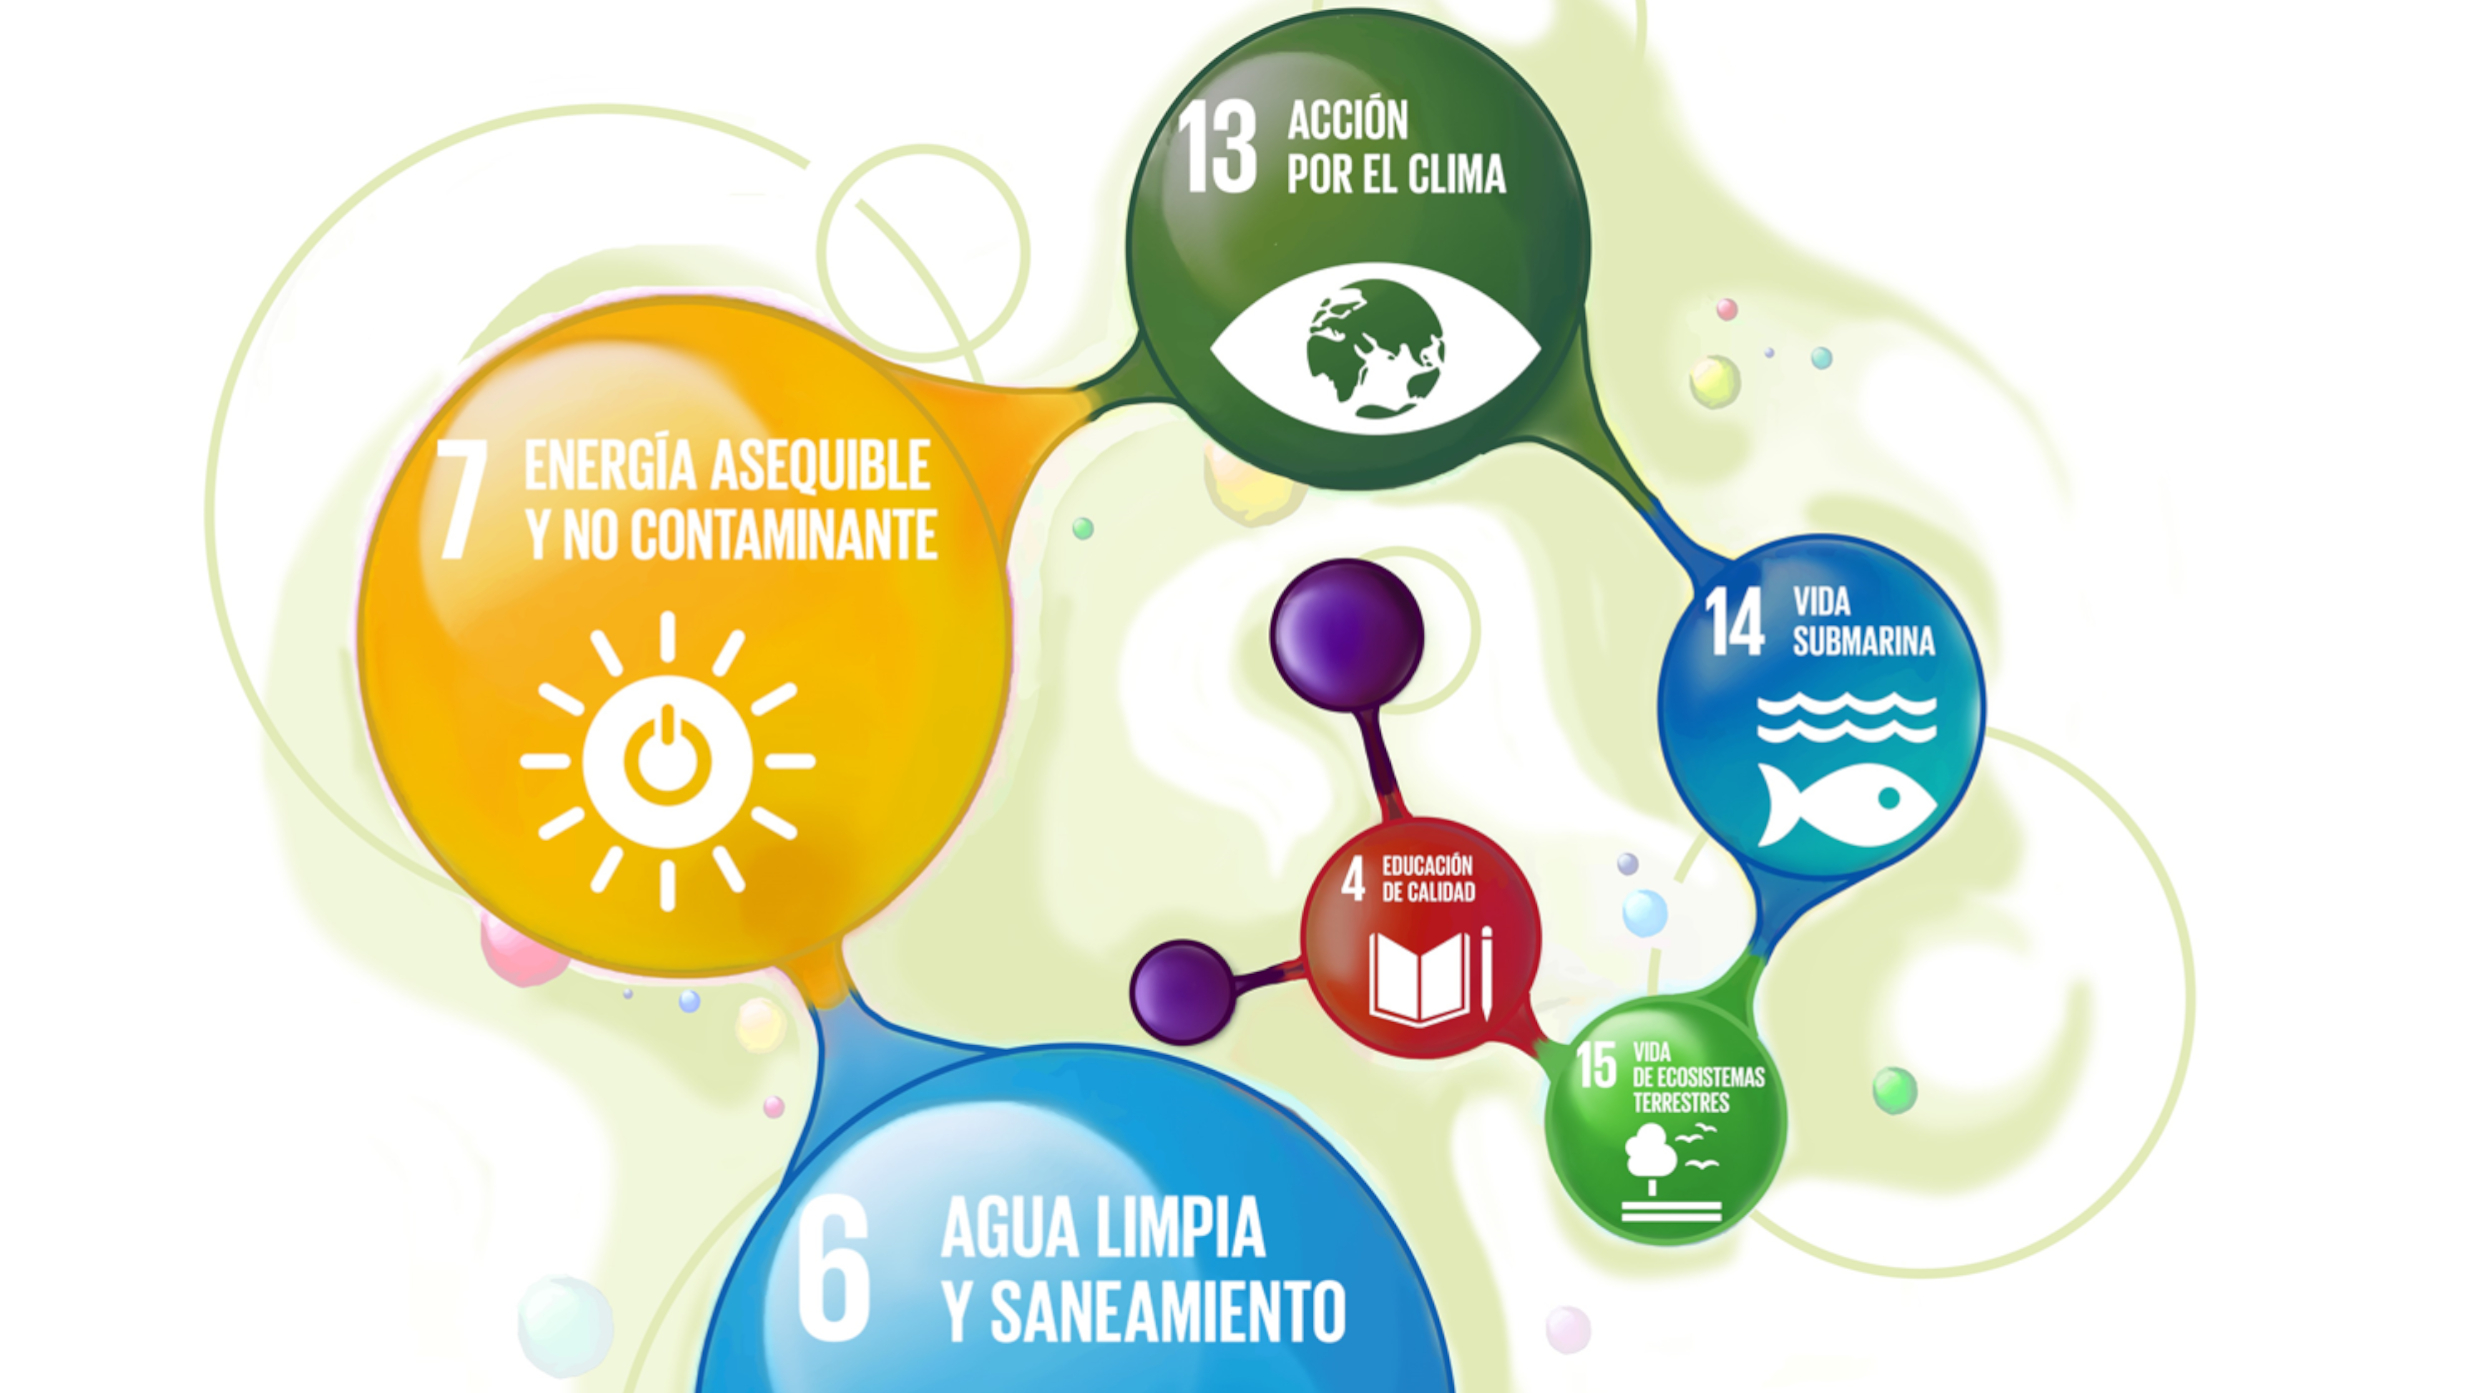 13 ACCIÓN
POR EL CLIMA
7 ENERGÍA ASEQUIBLE
Y NO CONTAMINANTE
14 VIDA
SUBMARINA
4 EDUCACIÓN
DE CALIDAD
15 VIDA
DE ECOSISTEMAS
TERRESTRES
6 AGUA LIMPIA
Y SANEAMIENTO